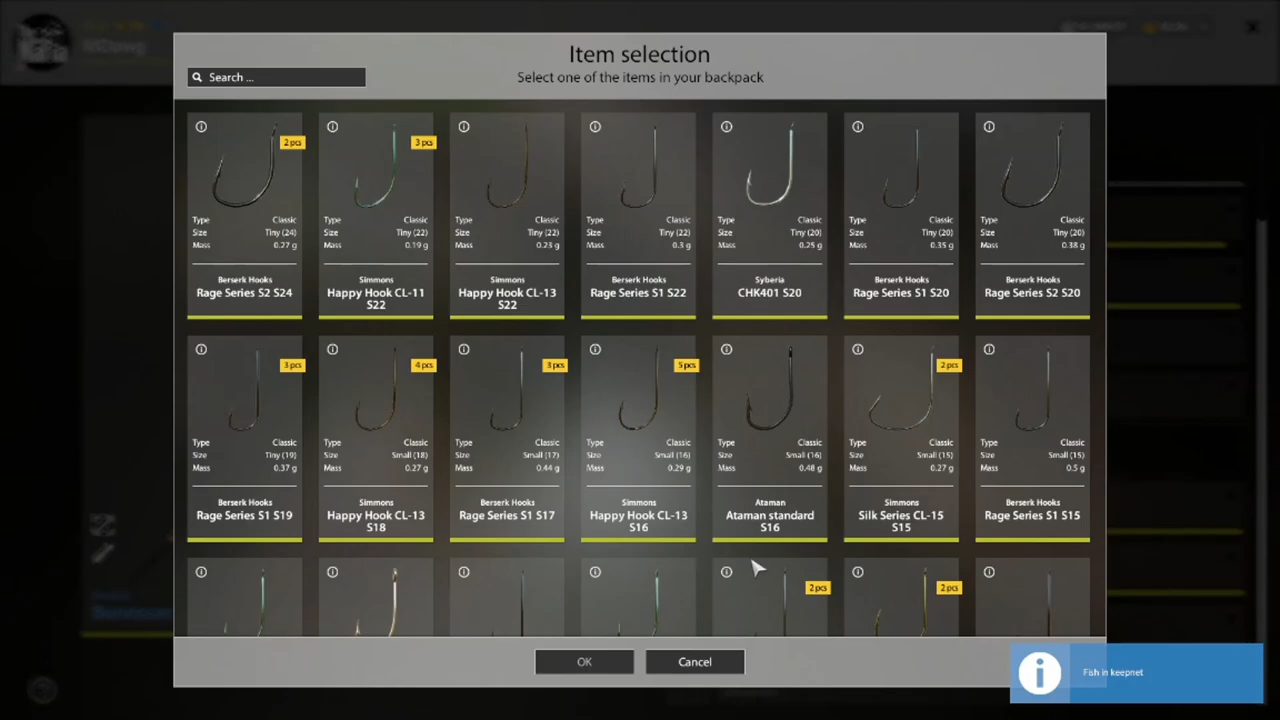 Item selection
Search ...
Select one of the items in your backpack
2 pcs
3 pcs
Type Classic
Size Tiny (24)
Mass 0.27 g
Berserk Hooks
Rage Series S2 S24
Type Classic
Size Tiny (22)
Mass 0.19 g
Simmons
Happy Hook CL-11
S22
Type Classic
Size Tiny (22)
Mass 0.23 g
Simmons
Happy Hook CL-13
S22
Type Classic
Size Tiny (22)
Mass 0.3 g
Berserk Hooks
Rage Series S1 S22
Type Classic
Size Tiny (20)
Mass 0.25 g
Syberia
CHK401 S20
Type Classic
Size Tiny (20)
Mass 0.35 g
Berserk Hooks
Rage Series S1 S20
Type Classic
Size Tiny (20)
Mass 0.38 g
Berserk Hooks
Rage Series S2 S20
3 pcs
Type Classic
Size Tiny (19)
Mass 0.37 g
Berserk Hooks
Rage Series S1 S19
4 pcs
Type Classic
Size Small (18)
Mass 0.27 g
Simmons
Happy Hook CL-13
S18
3 pcs
Type Classic
Size Small (17)
Mass 0.44 g
Berserk Hooks
Rage Series S1 S17
5 pcs
Type Classic
Size Small (16)
Mass 0.29 g
Simmons
Happy Hook CL-13
S16
Type Classic
Size Small (16)
Mass 0.48 g
Ataman
Ataman standard
S16
2 pcs
Type Classic
Size Small (15)
Mass 0.27 g
Simmons
Silk Series CL-15
S15
Type Classic
Size Small (15)
Mass 0.5 g
Berserk Hooks
Rage Series S1 S15
2 pcs
2 pcs
OK
Cancel
Fish in keepnet